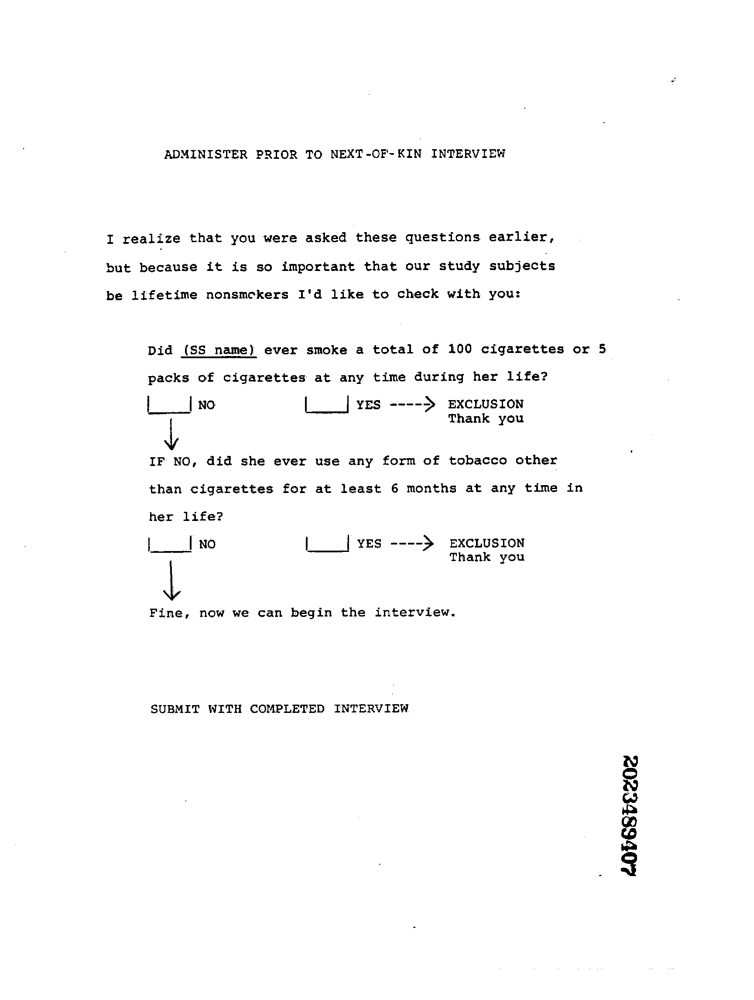 ADMINISTER PRIOR TO NEXT-OF-KIN INTERVIEW
I realize that you were asked these questions earlier,
but because it is so important that our study subjects
be lifetime nonsmokers I'd like to check with you:
Did (SS name) ever smoke a total of 100 cigarettes or 5
packs of cigarettes at any time during her life?
NO YES ----> EXCLUSION
Thank you
IF NO, did she ever use any form of tobacco other
than cigarettes for at least 6 months at any time in
her life?
NO YES ----> EXCLUSION
Thank you
Fine, now we can begin the interview.
SUBMIT WITH COMPLETED INTERVIEW
2023489407